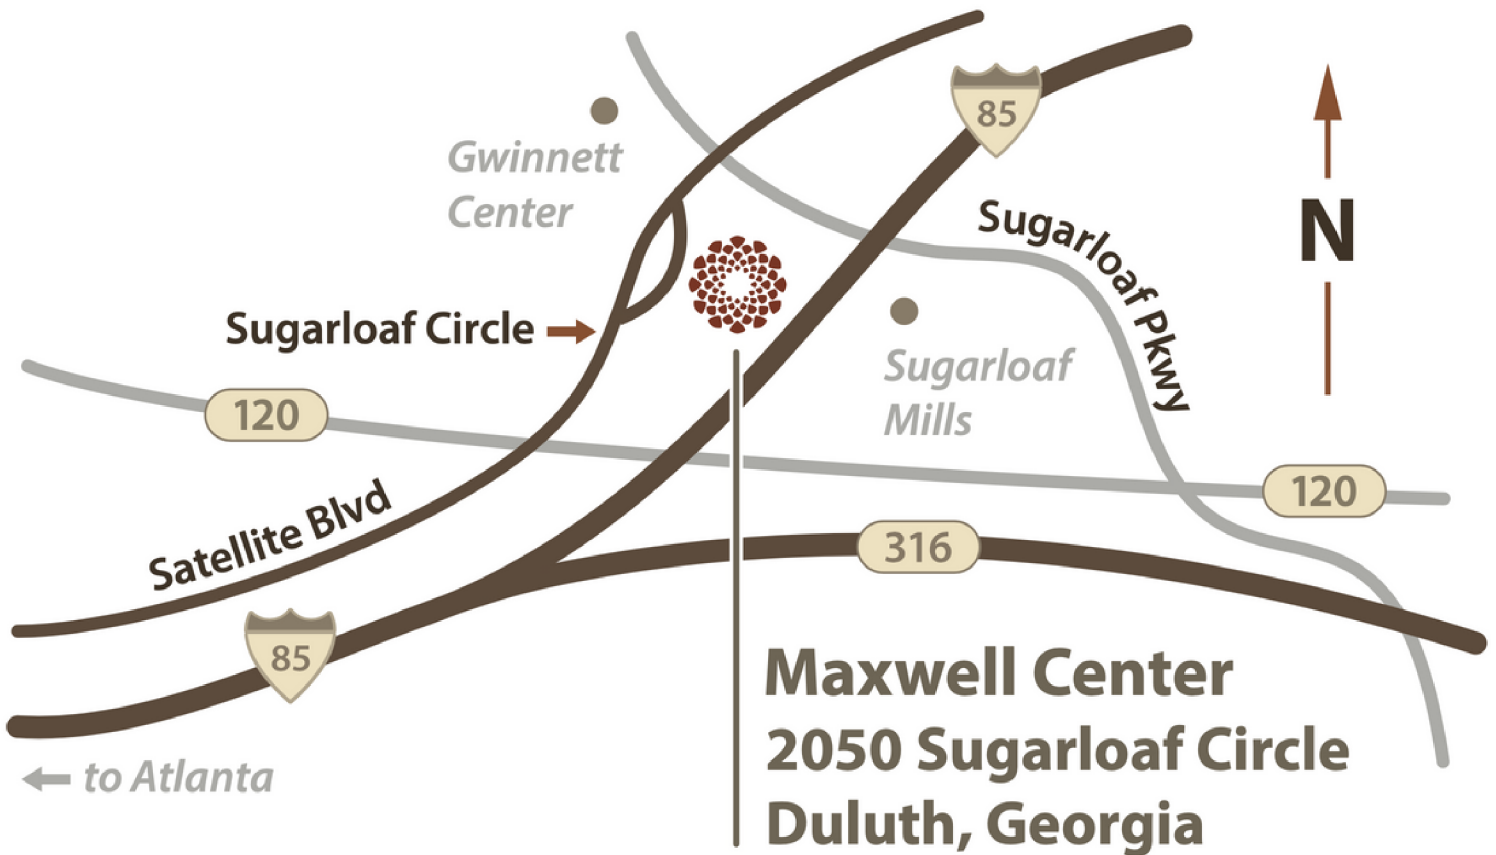 85
Gwinnett
Center
Sugarloaf Pkwy
N
Sugarloaf Circle
Sugarloaf
Mills
120
120
Satellite Blvd
316
85
Maxwell Center
2050 Sugarloaf Circle
Duluth, Georgia
to Atlanta